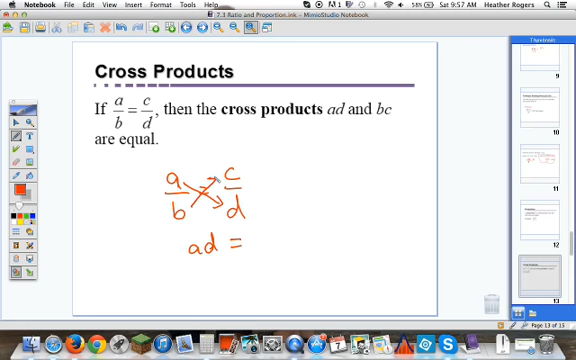 Notebook File Edit View Insert Format Tools Help 58% Sat 9:57 AM Heather Rogers
7.3 Ratio and Proportion.ink - MimioStudio Notebook
Cross Products
If a/b = c/d, then the cross products ad and bc
are equal.
a c
b d
ad =
9
10
11
12
13
Page 13 of 15